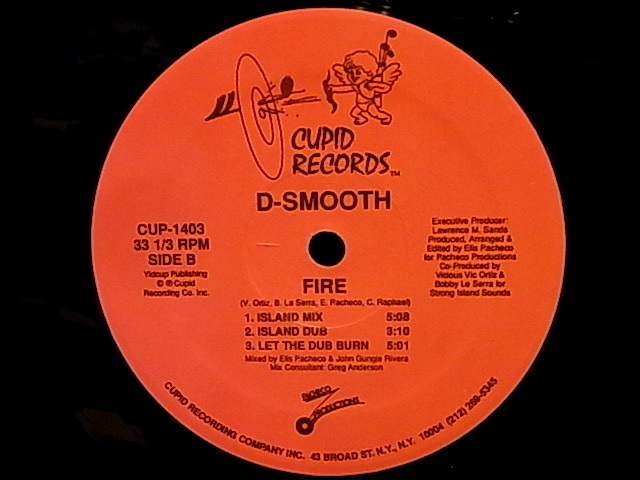 CUPID
RECORDS™
D-SMOOTH
CUP-1403
33 1/3 RPM
SIDE B
Yidcup Publishing
© ℗ Cupid
Recording Co. Inc.
Executive Producer:
Lawrence M. Sands
Produced, Arranged &
Edited by Elis Pacheco
for Pacheco Productions
Co-Produced by
Vicious Vic Ortiz &
Bobby Le Serra for
Strong Island Sounds
FIRE
(V. Ortiz, B. La Serra, E. Pacheco, C. Raphael)
1. ISLAND MIX 5:08
2. ISLAND DUB 3:10
3. LET THE DUB BURN 5:01
Mixed by Elis Pacheco & John Gungie Rivera
Mix Consultant: Greg Anderson
PACHECO
PRODUCTIONS
CUPID RECORDING COMPANY INC. 43 BROAD ST. N.Y., N.Y. 10004 (212) 269-5345